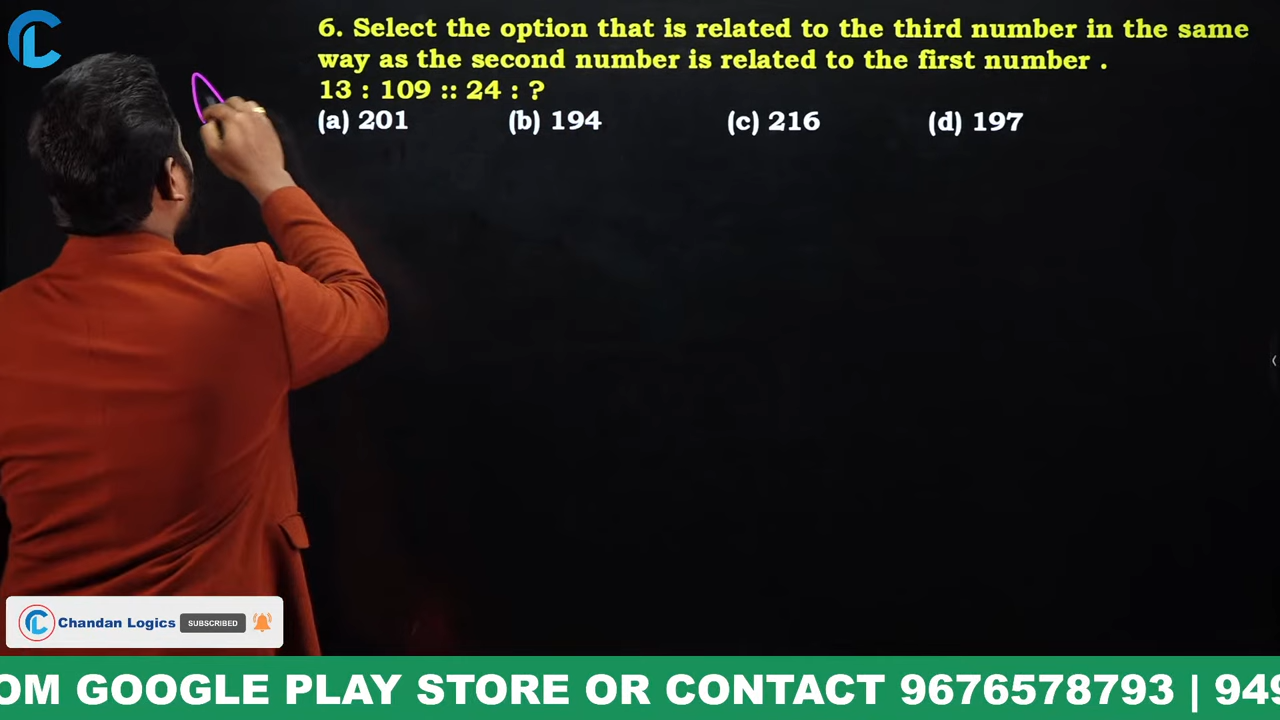 6. Select the option that is related to the third number in the same
way as the second number is related to the first number .
13 : 109 :: 24 : ?
(a) 201 (b) 194 (c) 216 (d) 197
Chandan Logics SUBSCRIBED
OM GOOGLE PLAY STORE OR CONTACT 9676578793 | 949